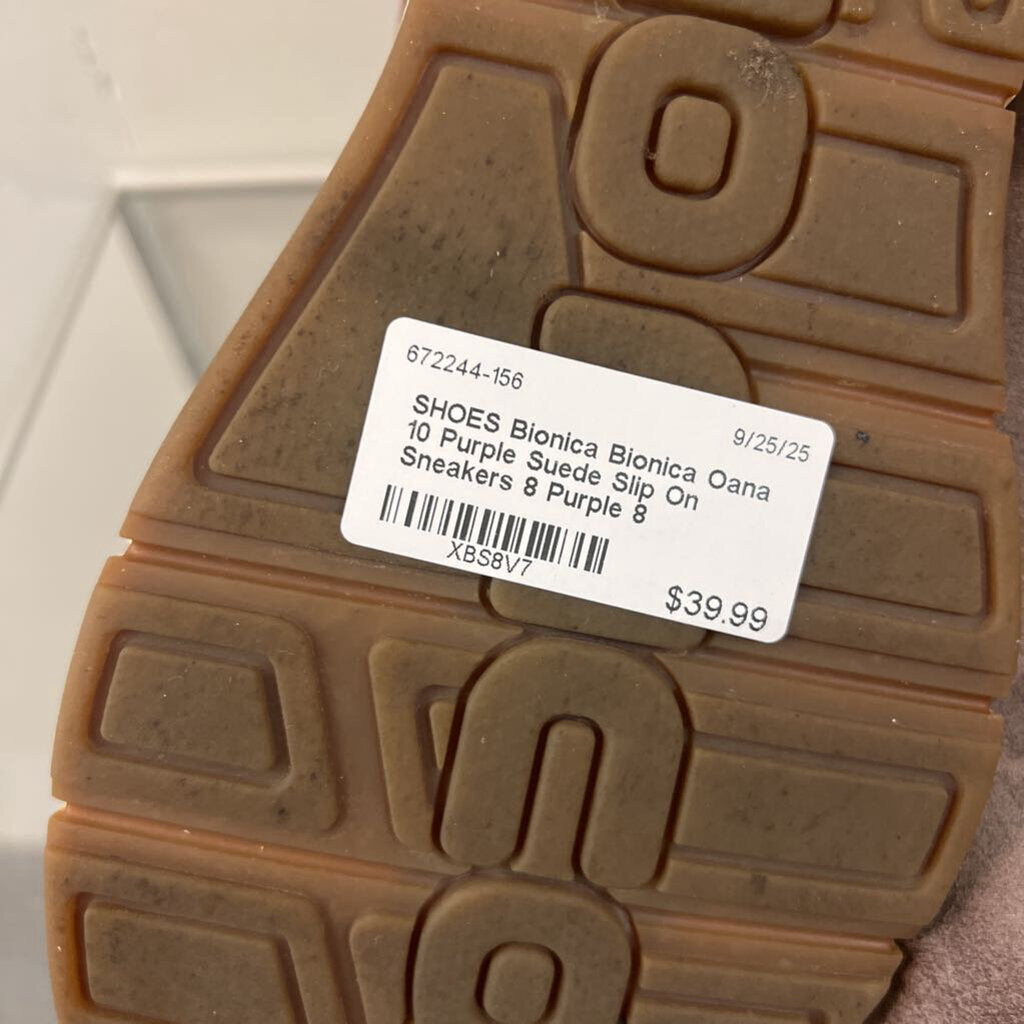 672244-156
9/25/25
SHOES Bionica Bionica Oana
10 Purple Suede Slip On
Sneakers 8 Purple 8
XBS8V7
$39.99